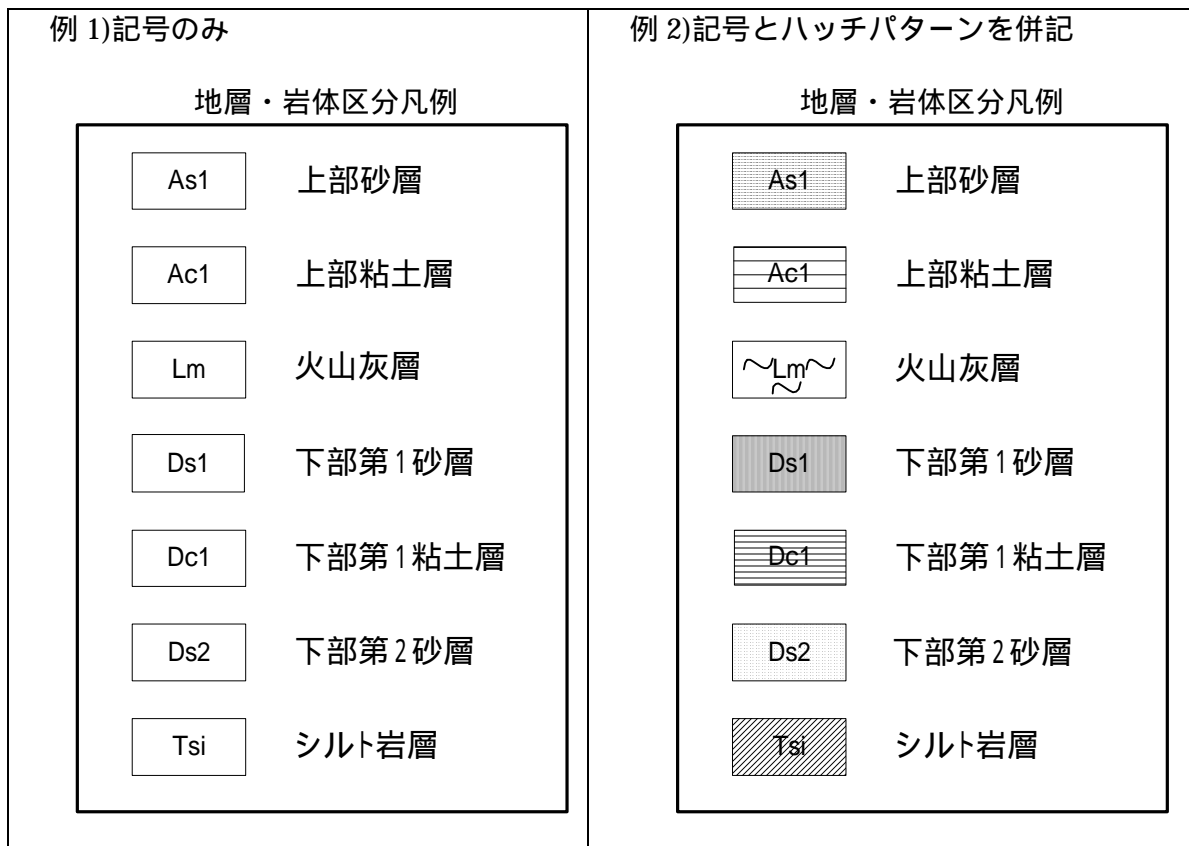 例 1)記号のみ
地層・岩体区分凡例
As1 上部砂層
Ac1 上部粘土層
Lm 火山灰層
Ds1 下部第1砂層
Dc1 下部第1粘土層
Ds2 下部第2砂層
Tsi シルト岩層
例 2)記号とハッチパターンを併記
地層・岩体区分凡例
As1 上部砂層
Ac1 上部粘土層
Lm 火山灰層
Ds1 下部第1砂層
Dc1 下部第1粘土層
Ds2 下部第2砂層
Tsi シルト岩層